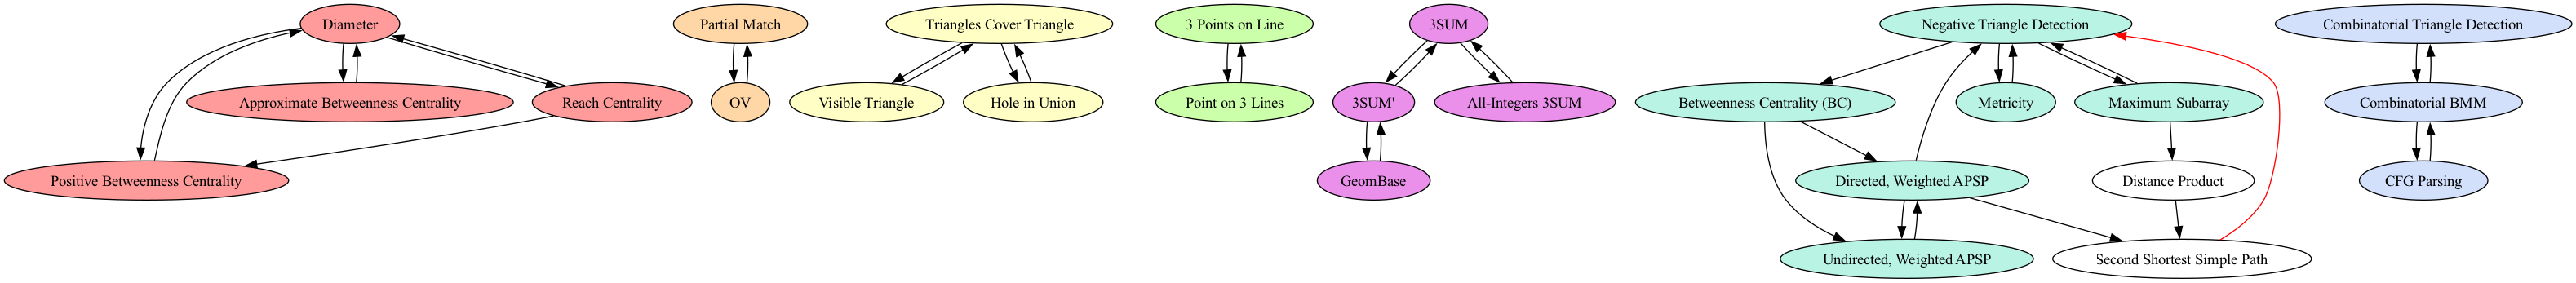 Diameter
Approximate Betweenness Centrality
Reach Centrality
Positive Betweenness Centrality
Partial Match
OV
Triangles Cover Triangle
Visible Triangle
Hole in Union
3 Points on Line
Point on 3 Lines
3SUM
3SUM'
All-Integers 3SUM
GeomBase
Negative Triangle Detection
Betweenness Centrality (BC)
Metricity
Maximum Subarray
Directed, Weighted APSP
Distance Product
Undirected, Weighted APSP
Second Shortest Simple Path
Combinatorial Triangle Detection
Combinatorial BMM
CFG Parsing